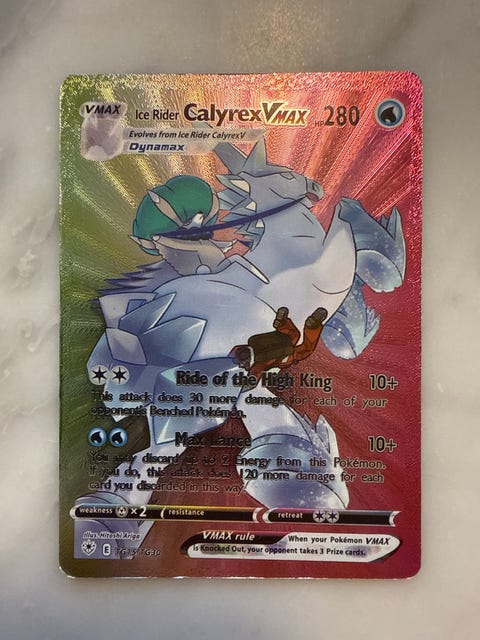 VMAX Ice Rider Calyrex VMAX HP 280
Evolves from Ice Rider Calyrex V
Dynamax
Ride of the High King 10+
This attack does 30 more damage for each of your
opponent's Benched Pokémon.
Max Lance 10+
You may discard up to 2 Energy from this Pokémon.
If you do, this attack does 120 more damage for each
card you discarded in this way.
weakness ×2 resistance retreat
Illus. Hitoshi Ariga
E TG15/TG30
VMAX rule When your Pokémon VMAX
is Knocked Out, your opponent takes 3 Prize cards.